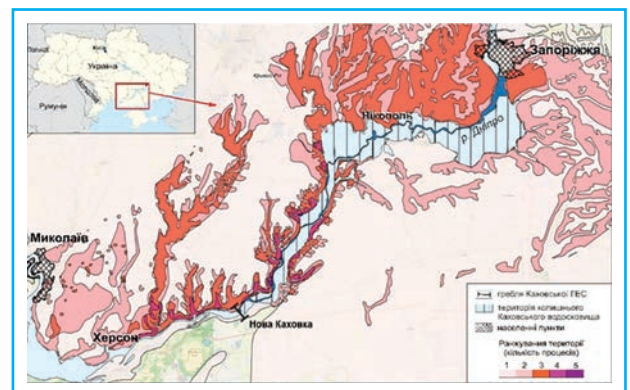 Київ
Україна
Молдова
Румунія
Запоріжжя
Нікополь
р. Дніпро
Миколаїв
Херсон
Нова Каховка
гребля Каховської ГЕС
територія колишнього
Каховського водосховища
населені пункти
Ранжування території
(кількість процесів)
1 2 3 4 5